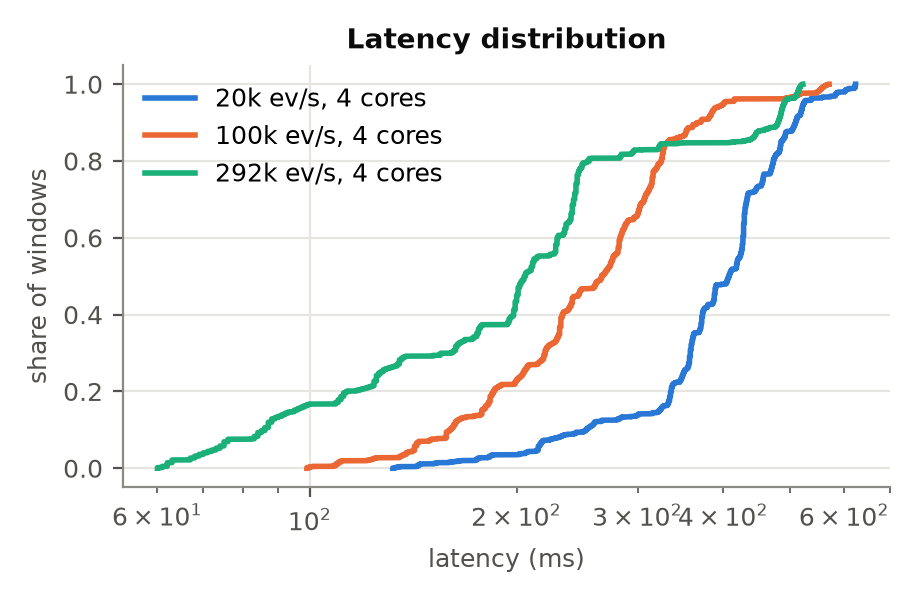 Latency distribution
20k ev/s, 4 cores
100k ev/s, 4 cores
292k ev/s, 4 cores
share of windows
1.0
0.8
0.6
0.4
0.2
0.0
6 × 10¹
10²
2 × 10²
3 × 10²
4 × 10²
6 × 10²
latency (ms)